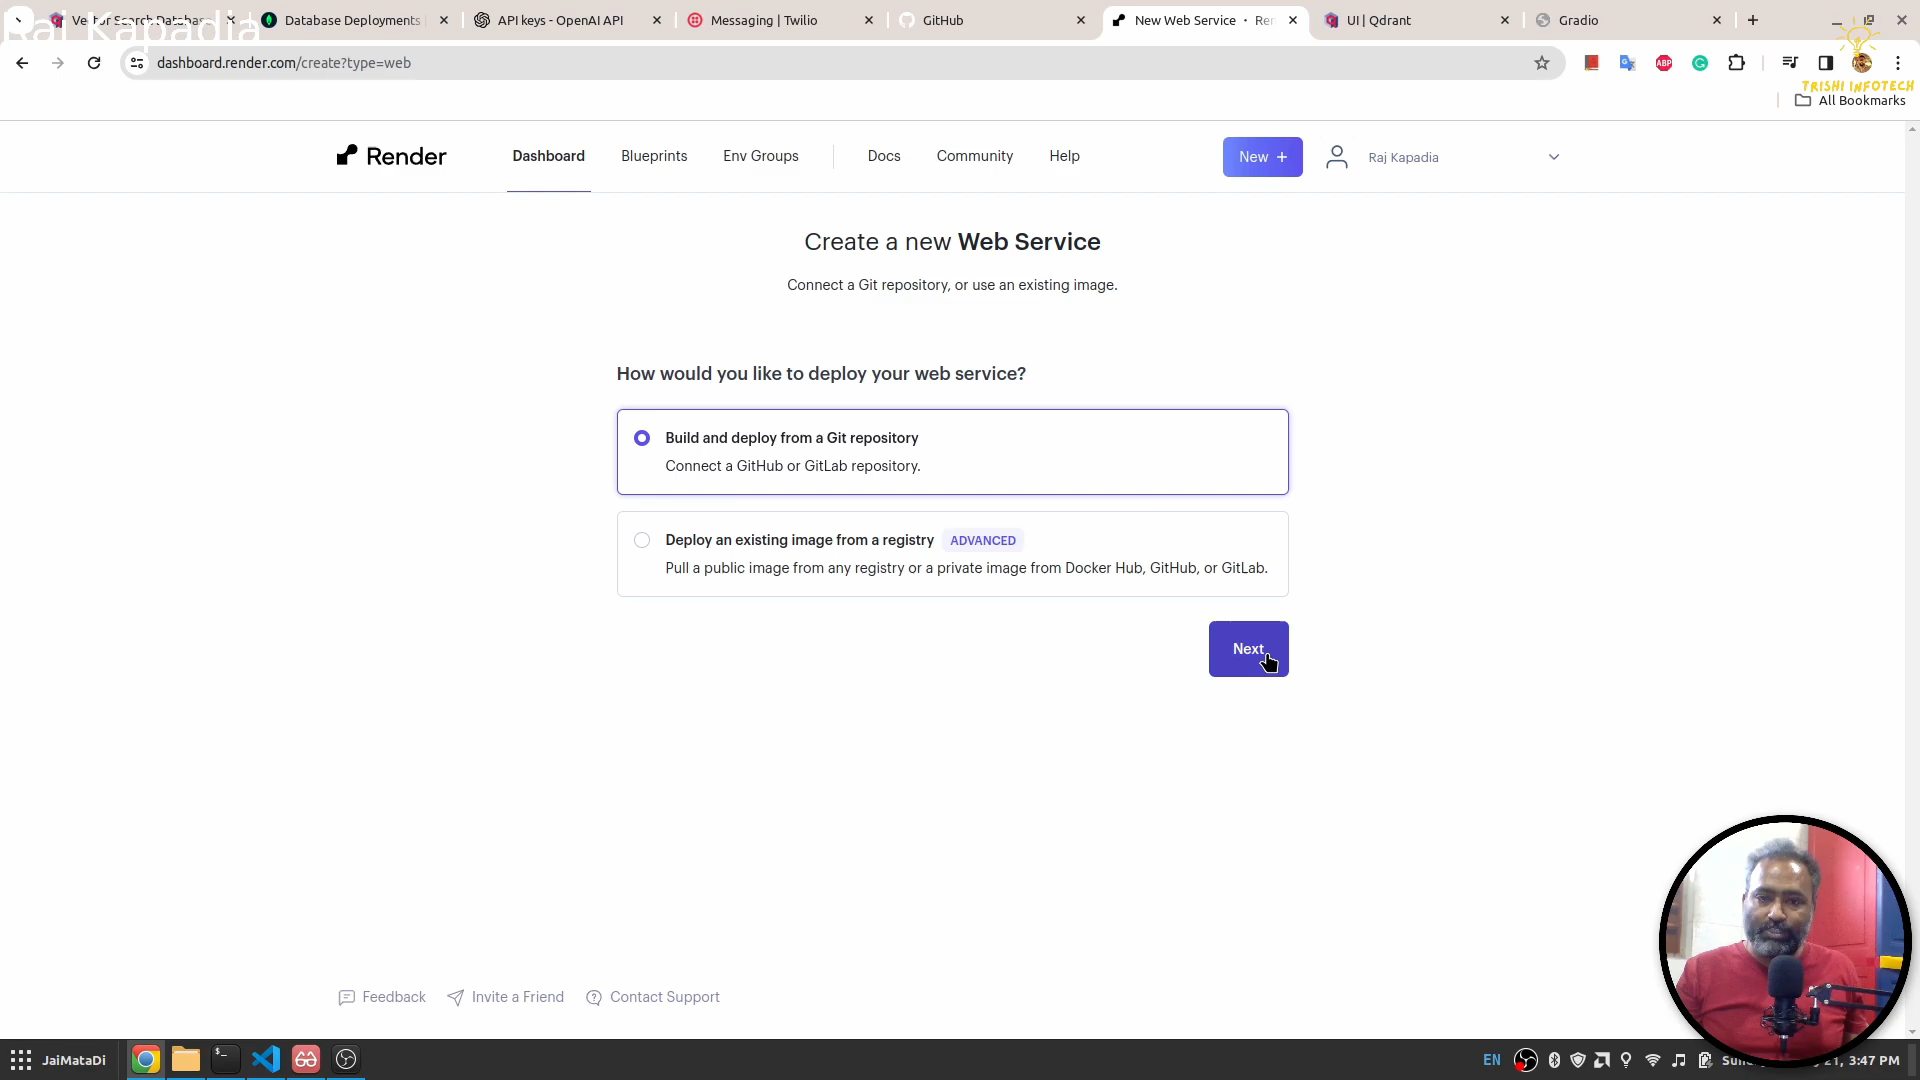 Raj Kapadia
Database Deployments
API keys - OpenAI API
Messaging | Twilio
GitHub
New Web Service · Ren
UI | Qdrant
Gradio
dashboard.render.com/create?type=web
ABP
TRISHI INFOTECH
All Bookmarks
Render
Dashboard
Blueprints
Env Groups
Docs
Community
Help
New +
Raj Kapadia
Create a new Web Service
Connect a Git repository, or use an existing image.
How would you like to deploy your web service?
Build and deploy from a Git repository
Connect a GitHub or GitLab repository.
Deploy an existing image from a registry ADVANCED
Pull a public image from any registry or a private image from Docker Hub, GitHub, or GitLab.
Next
Feedback
Invite a Friend
Contact Support
JaiMataDi
EN
21, 3:47 PM